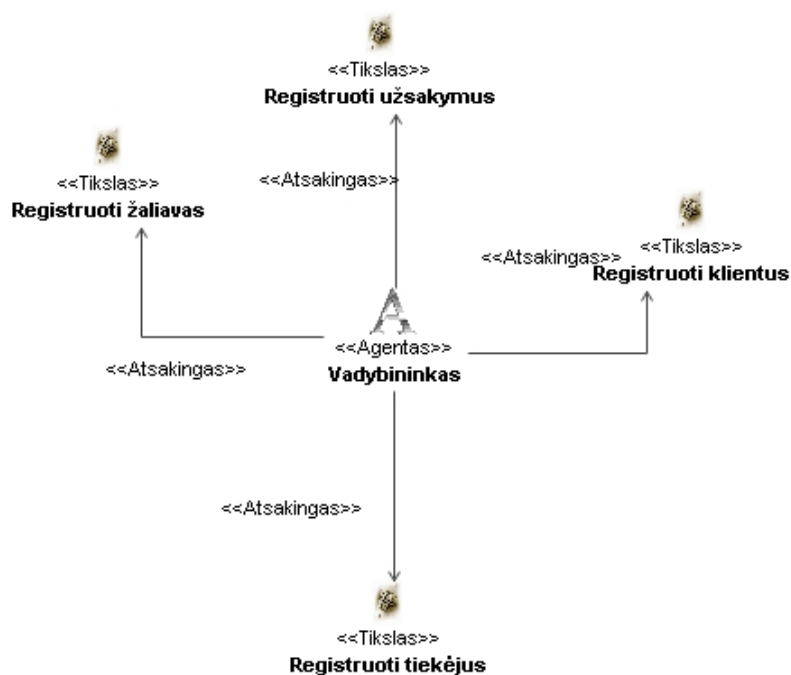 <<Tikslas>>
Registruoti užsakymus
<<Atsakingas>>
<<Tikslas>>
Registruoti žaliavas
<<Tikslas>>
<<Atsakingas>>
Registruoti klientus
A
<<Agentas>>
Vadybininkas
<<Atsakingas>>
<<Atsakingas>>
<<Tikslas>>
Registruoti tiekėjus